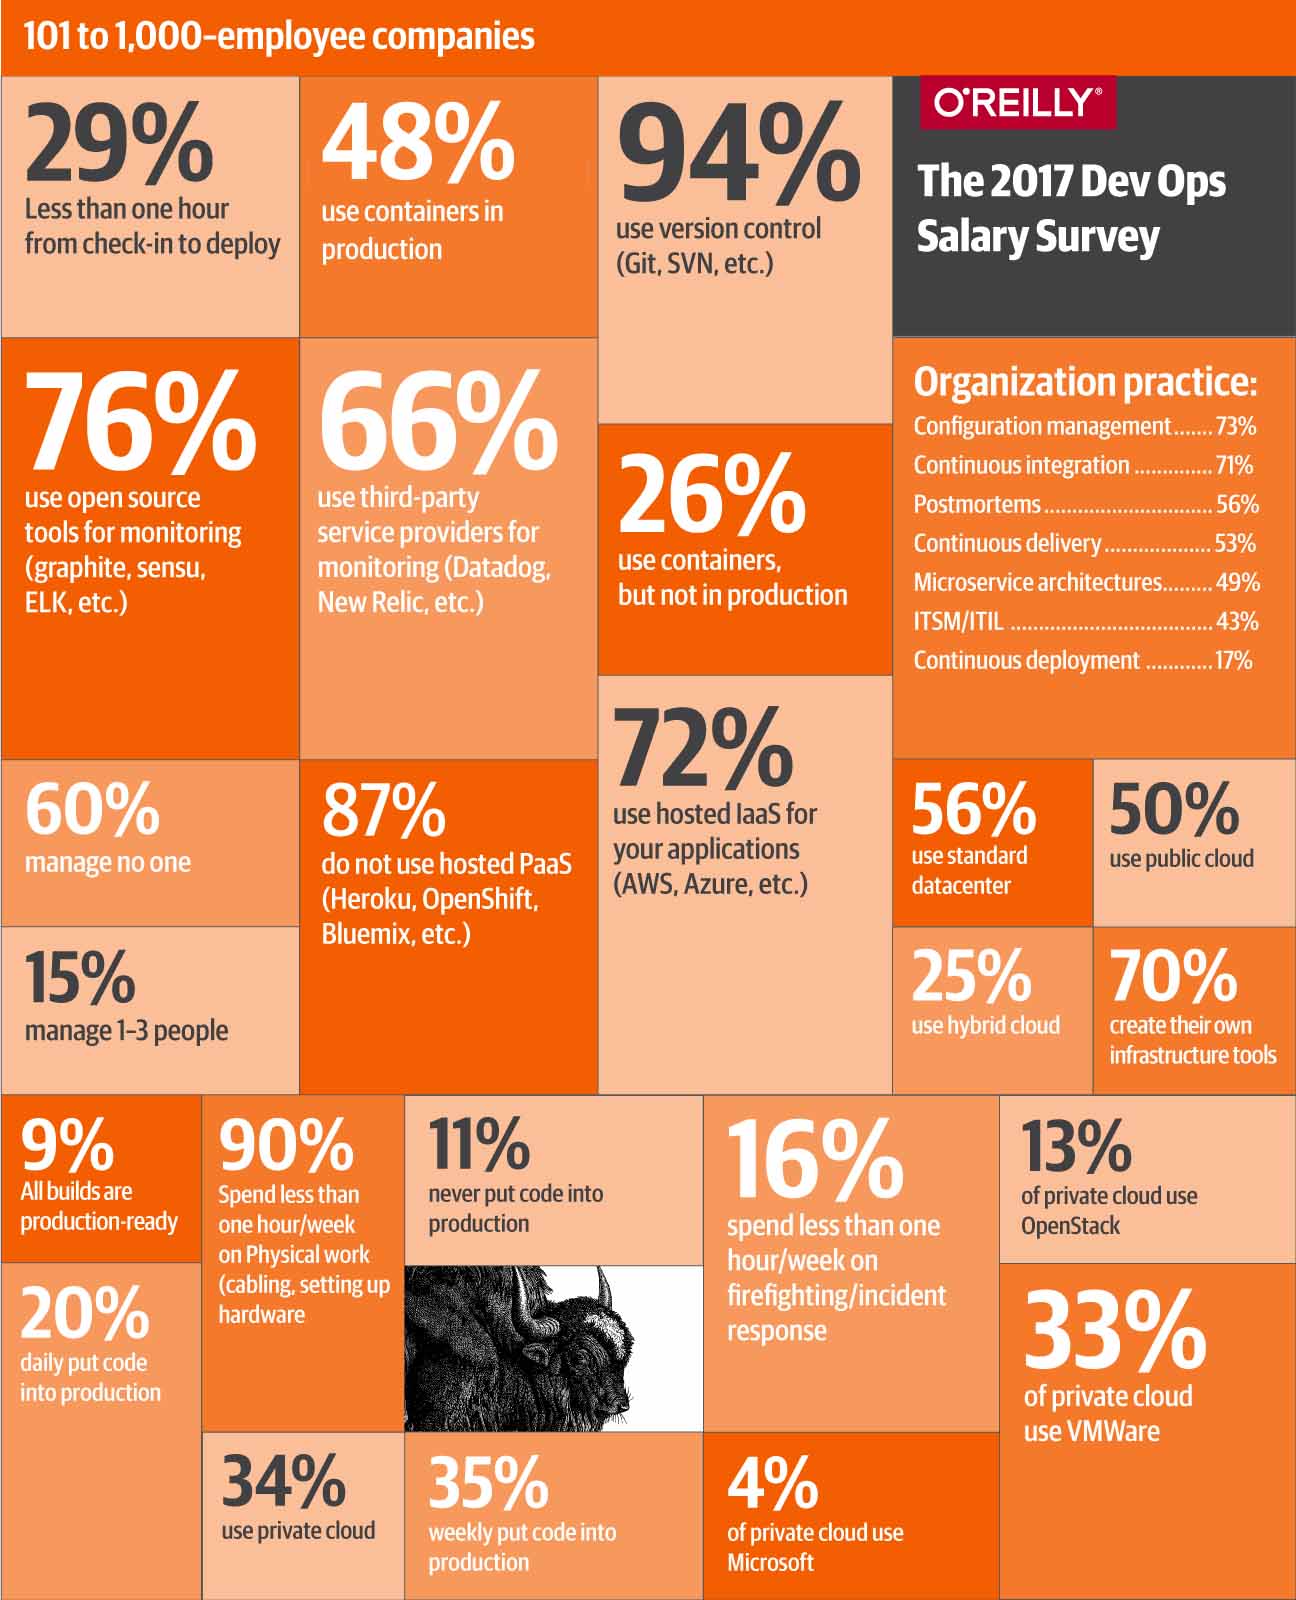 101 to 1,000-employee companies
29%
Less than one hour
from check-in to deploy
48%
use containers in
production
94%
use version control
(Git, SVN, etc.)
O'REILLY®
The 2017 Dev Ops
Salary Survey
76%
use open source
tools for monitoring
(graphite, sensu,
ELK, etc.)
66%
use third-party
service providers for
monitoring (Datadog,
New Relic, etc.)
26%
use containers,
but not in production
Organization practice:
Configuration management....... 73%
Continuous integration .............. 71%
Postmortems............................... 56%
Continuous delivery.................... 53%
Microservice architectures......... 49%
ITSM/ITIL ..................................... 43%
Continuous deployment ............ 17%
60%
manage no one
87%
do not use hosted PaaS
(Heroku, OpenShift,
Bluemix, etc.)
72%
use hosted IaaS for
your applications
(AWS, Azure, etc.)
56%
use standard
datacenter
50%
use public cloud
15%
manage 1–3 people
25%
use hybrid cloud
70%
create their own
infrastructure tools
9%
All builds are
production-ready
90%
Spend less than
one hour/week
on Physical work
(cabling, setting up
hardware
11%
never put code into
production
16%
spend less than one
hour/week on
firefighting/incident
response
13%
of private cloud use
OpenStack
20%
daily put code
into production
33%
of private cloud
use VMWare
34%
use private cloud
35%
weekly put code into
production
4%
of private cloud use
Microsoft